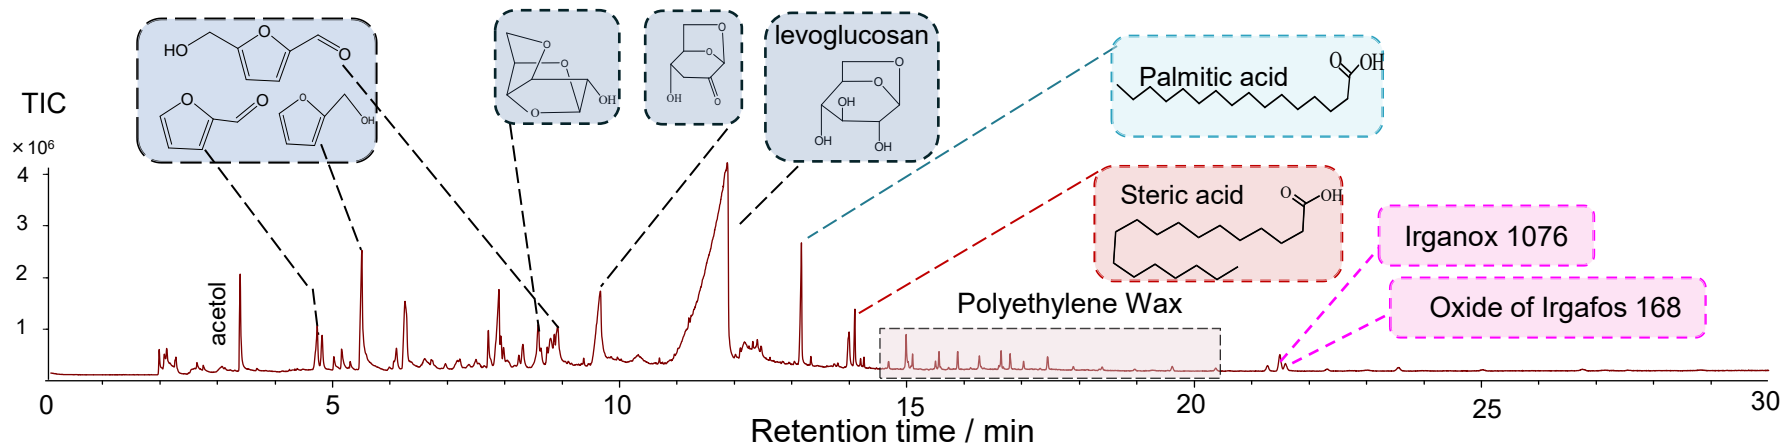 TIC
× 10⁶
4
3
2
1
HO
O
O
O
O
O
OH
acetol
O
O
O
OH
O
O
OH
O
levoglucosan
O
O
OH
OH
OH
Palmitic acid
O
OH
Steric acid
O
OH
Polyethylene Wax
Irganox 1076
Oxide of Irgafos 168
0
5
10
15
20
25
30
Retention time / min